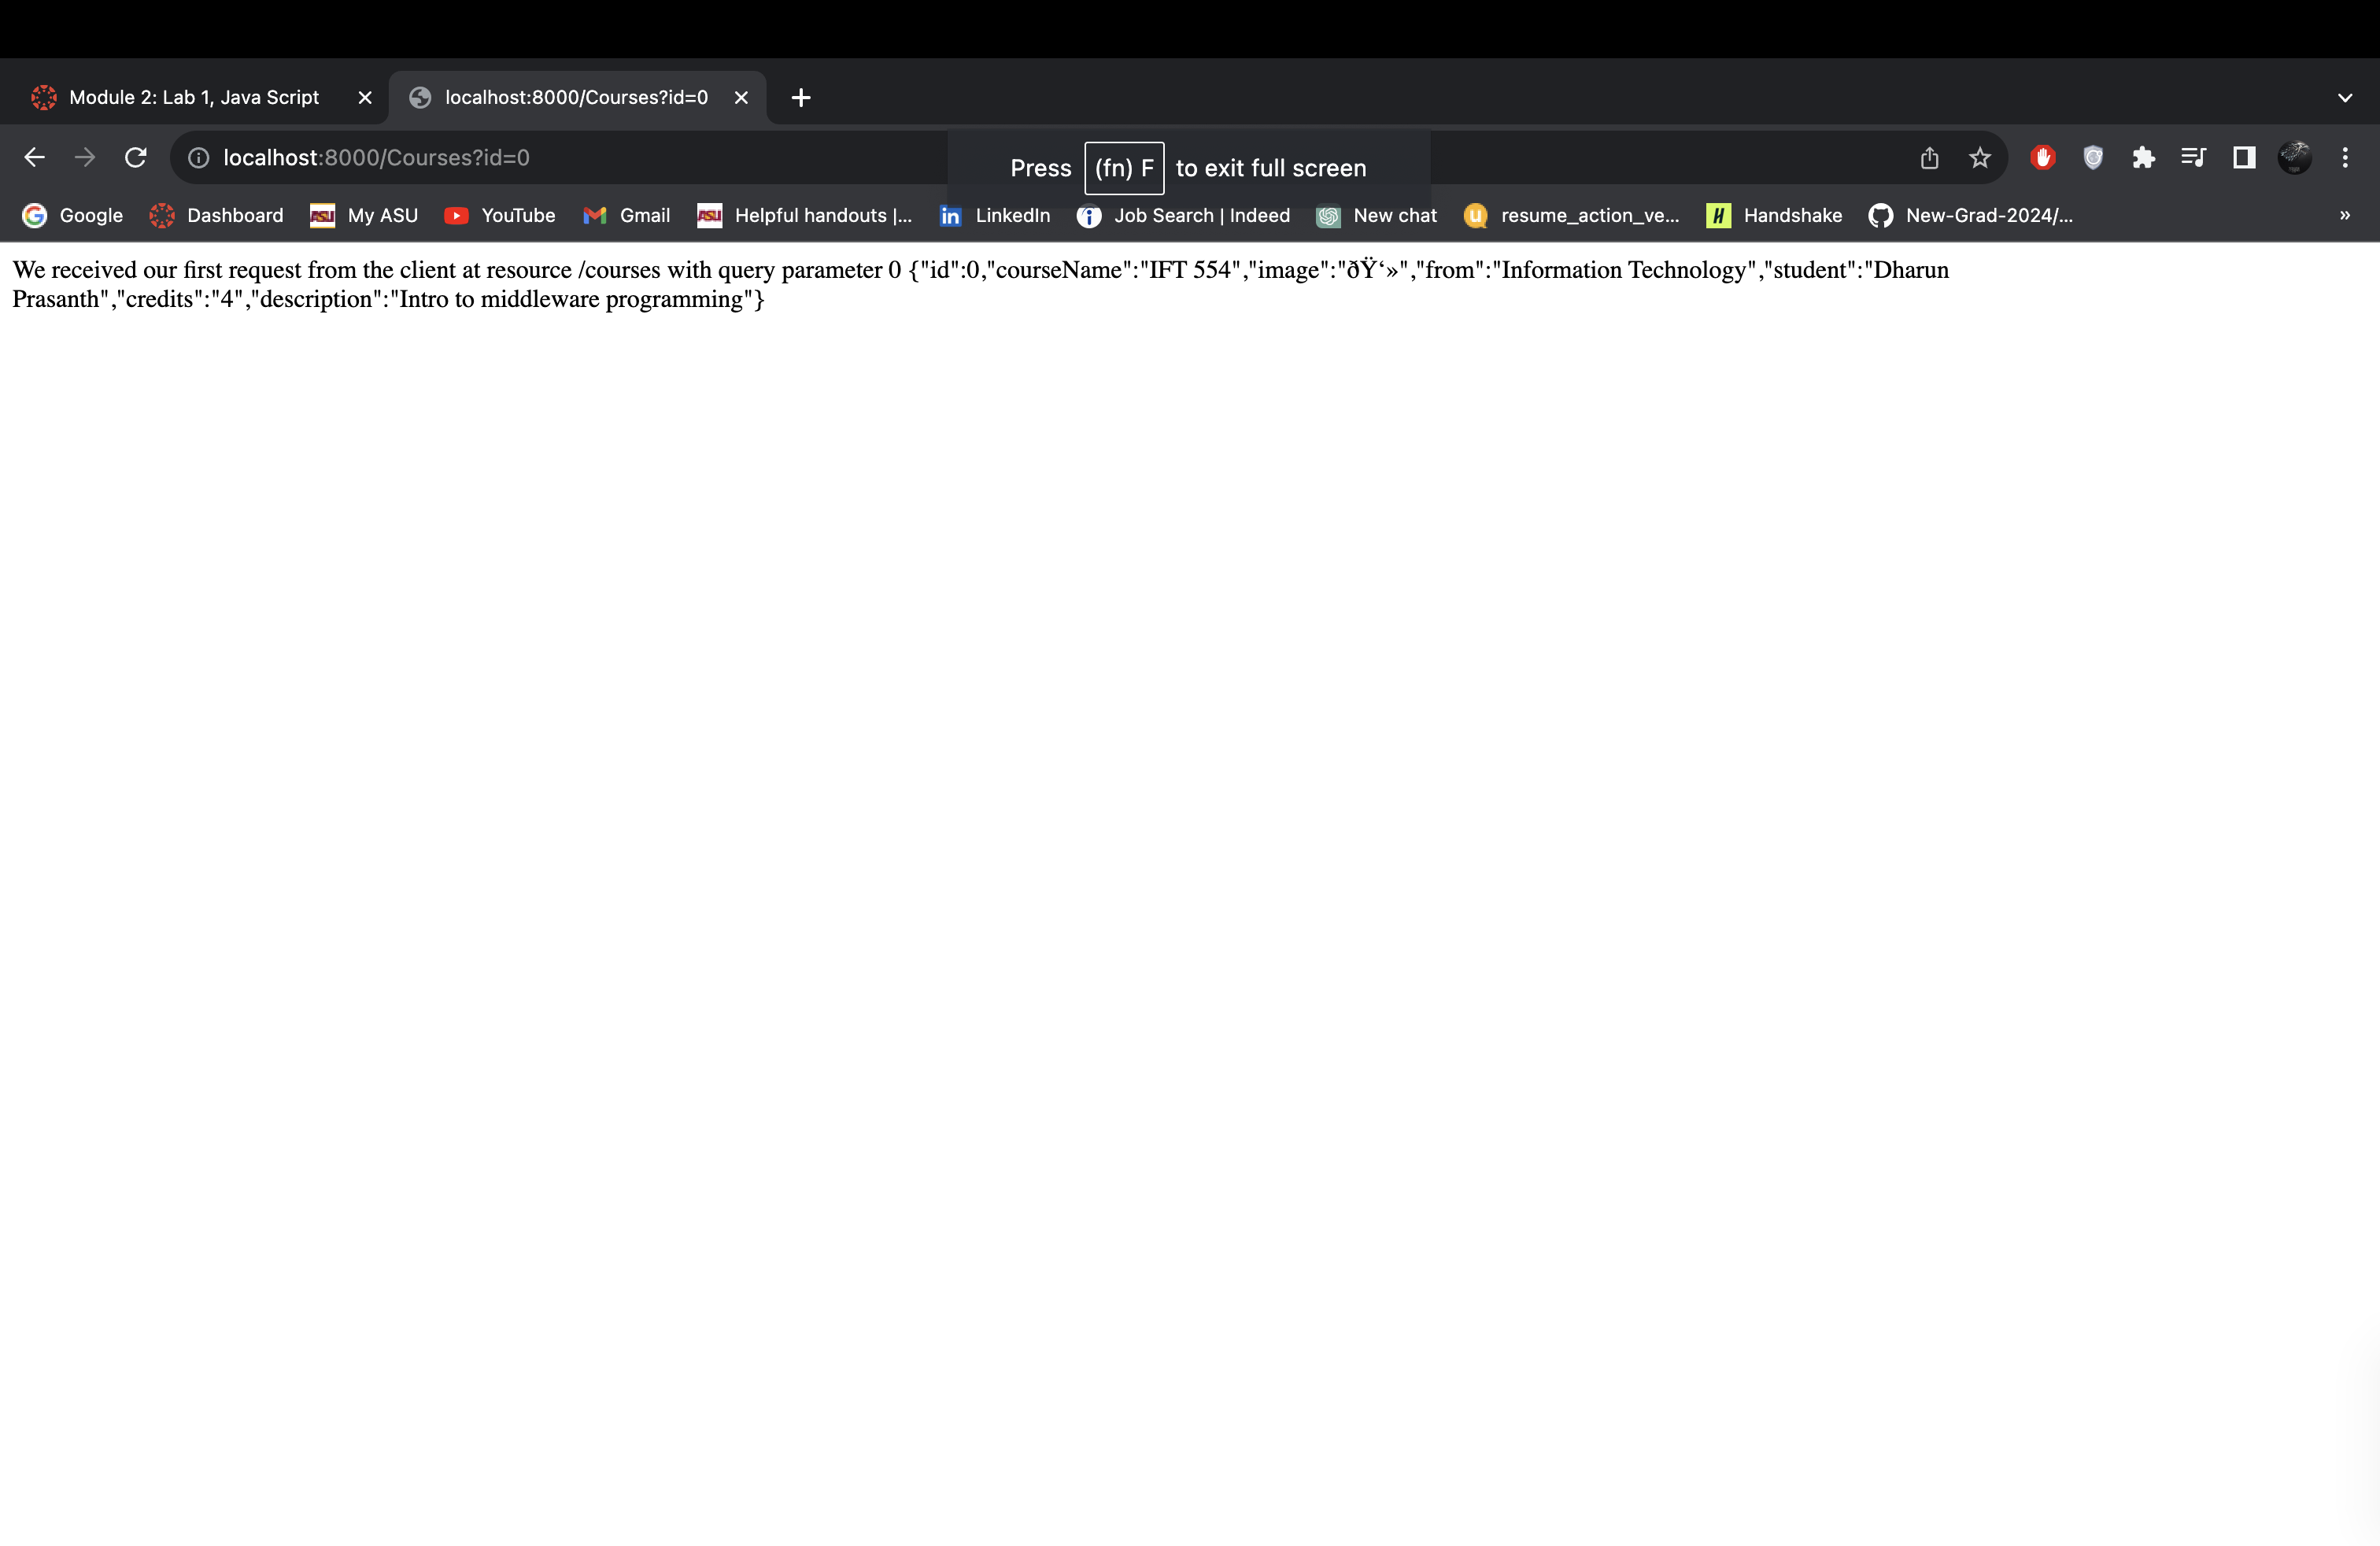 Module 2: Lab 1, Java Script
localhost:8000/Courses?id=0
localhost:8000/Courses?id=0
Press (fn) F to exit full screen
Google Dashboard My ASU YouTube Gmail Helpful handouts |... LinkedIn Job Search | Indeed New chat resume_action_ve... Handshake New-Grad-2024/... »
We received our first request from the client at resource /courses with query parameter 0 {"id":0,"courseName":"IFT 554","image":"ðŸ‘»","from":"Information Technology","student":"Dharun
Prasanth","credits":"4","description":"Intro to middleware programming"}